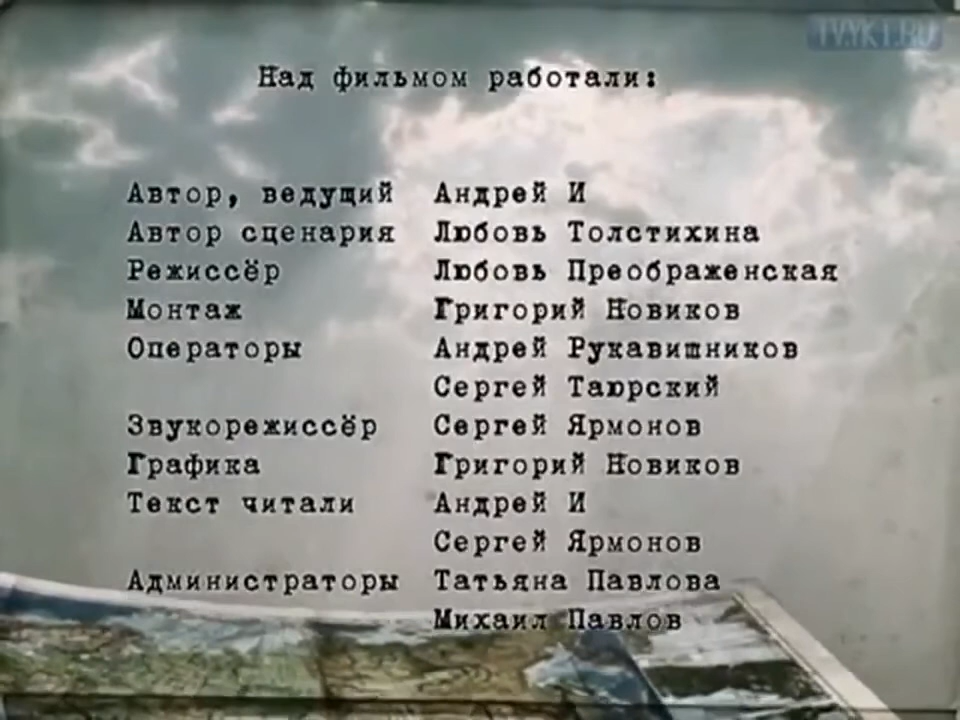 TVYK1.RU
Над фильмом работали:
Автор, ведущий Андрей И
Автор сценария Любовь Толстихина
Режиссёр Любовь Преображенская
Монтаж Григорий Новиков
Операторы Андрей Рукавишников
Сергей Таюрский
Звукорежиссёр Сергей Ярмонов
Графика Григорий Новиков
Текст читали Андрей И
Сергей Ярмонов
Администраторы Татьяна Павлова
Михаил Павлов